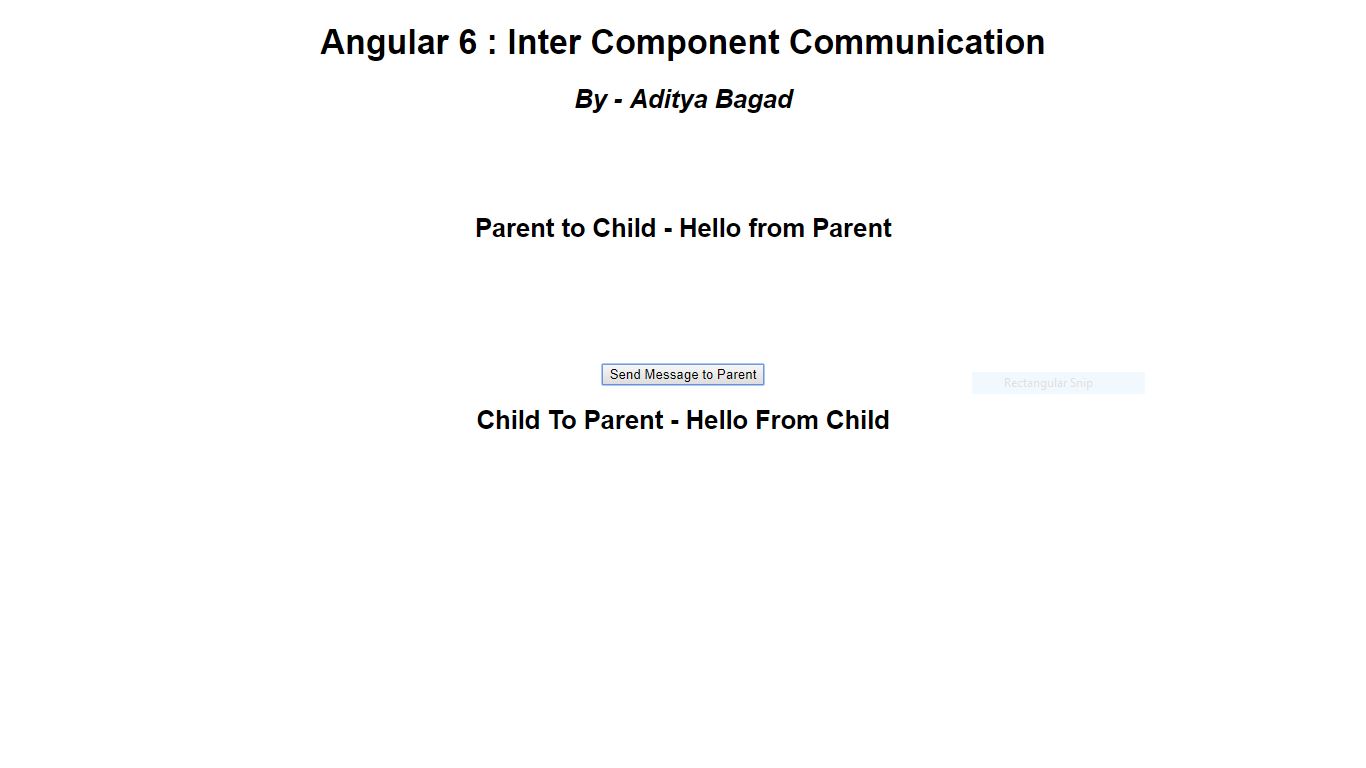 Angular 6 : Inter Component Communication
By - Aditya Bagad
Parent to Child - Hello from Parent
Send Message to Parent
Rectangular Snip
Child To Parent - Hello From Child